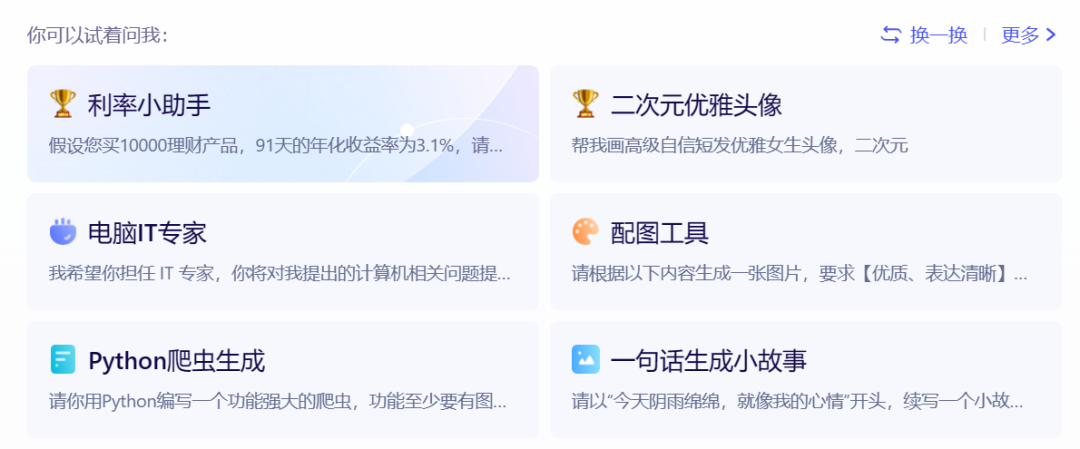 你可以试着问我：
换一换
更多
利率小助手
假设您买10000理财产品，91天的年化收益率为3.1%，请...
二次元优雅头像
帮我画高级自信短发优雅女生头像，二次元
电脑IT专家
我希望你担任 IT 专家，你将对我提出的计算机相关问题提...
配图工具
请根据以下内容生成一张图片，要求【优质、表达清晰】...
Python爬虫生成
请你用Python编写一个功能强大的爬虫，功能至少要有图...
一句话生成小故事
请以“今天阴雨绵绵，就像我的心情”开头，续写一个小故...